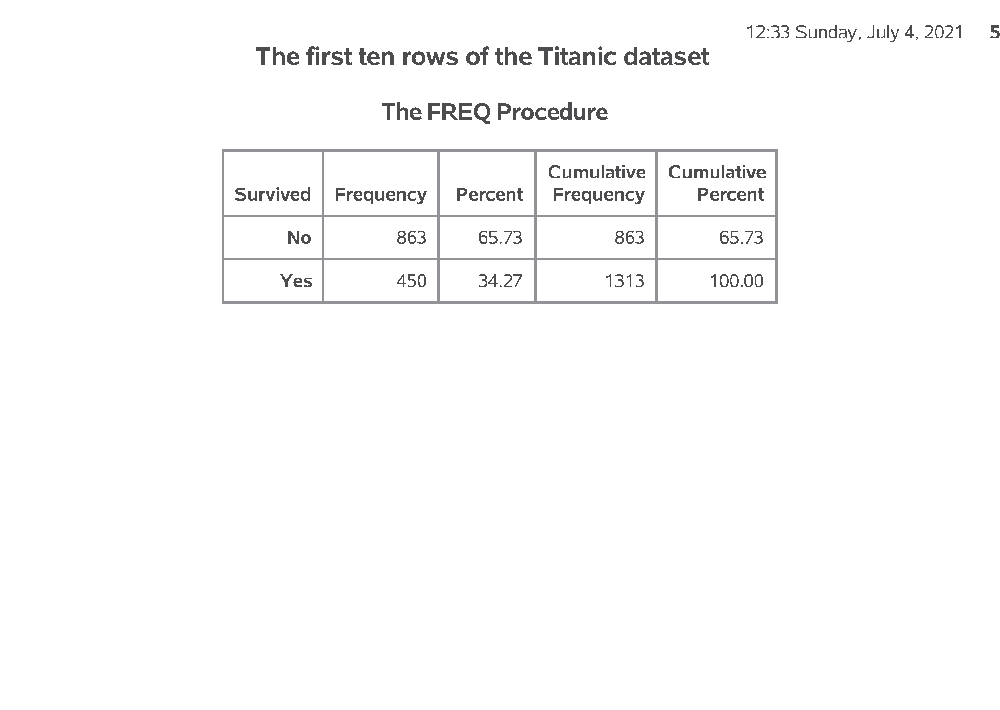 12:33 Sunday, July 4, 2021 5
The first ten rows of the Titanic dataset
The FREQ Procedure
Survived Frequency Percent Cumulative Frequency Cumulative Percent
No 863 65.73 863 65.73
Yes 450 34.27 1313 100.00